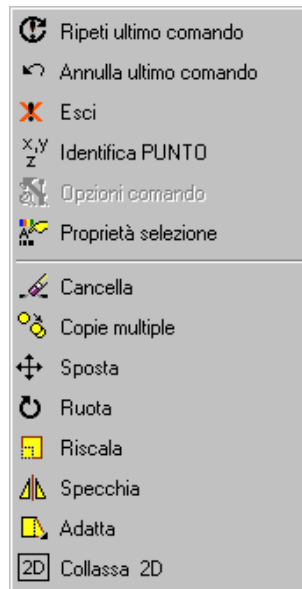 Ripeti ultimo comando
Annulla ultimo comando
Esci
x,y
z
Identifica PUNTO
Opzioni comando
Proprietà selezione
Cancella
Copie multiple
Sposta
Ruota
Riscala
Specchia
Adatta
2D Collassa 2D